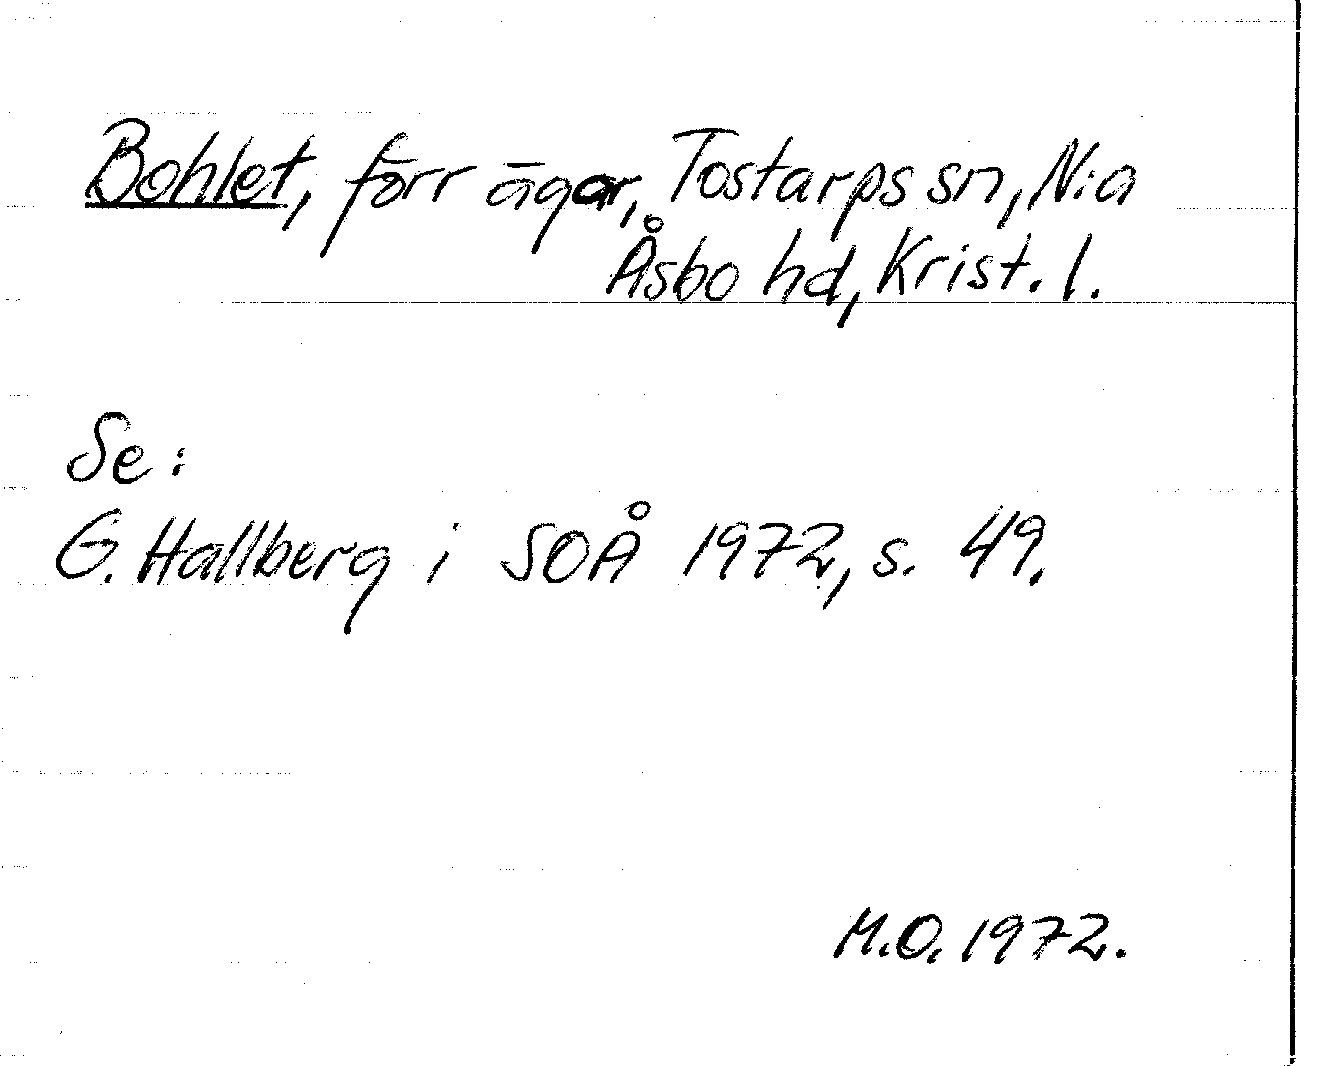 Bohlet, förr ägor, Tostarps sn, N:a
Åsbo hd, Krist. l.
Se:
G. Hallberg i SOÅ 1972, s. 49.
M.O. 1972.